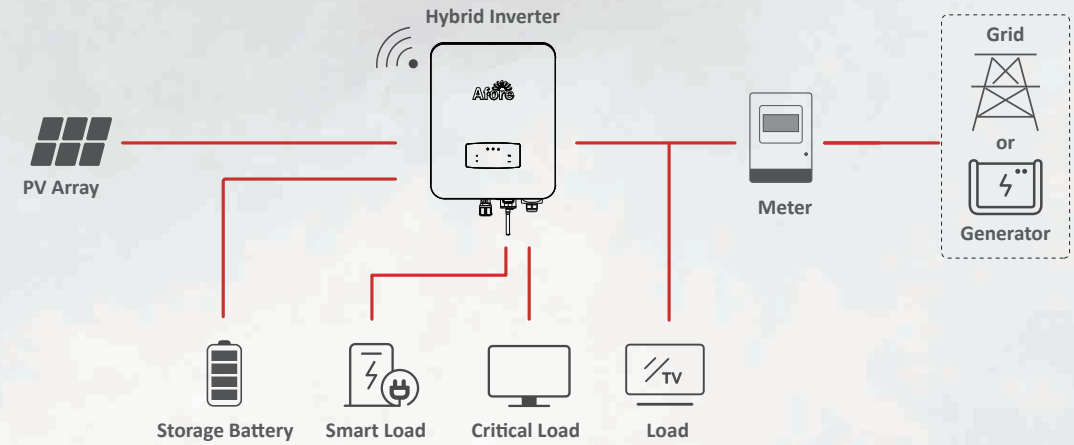 Hybrid Inverter
Afore
Grid
or
Generator
PV Array
Meter
TV
Storage Battery
Smart Load
Critical Load
Load